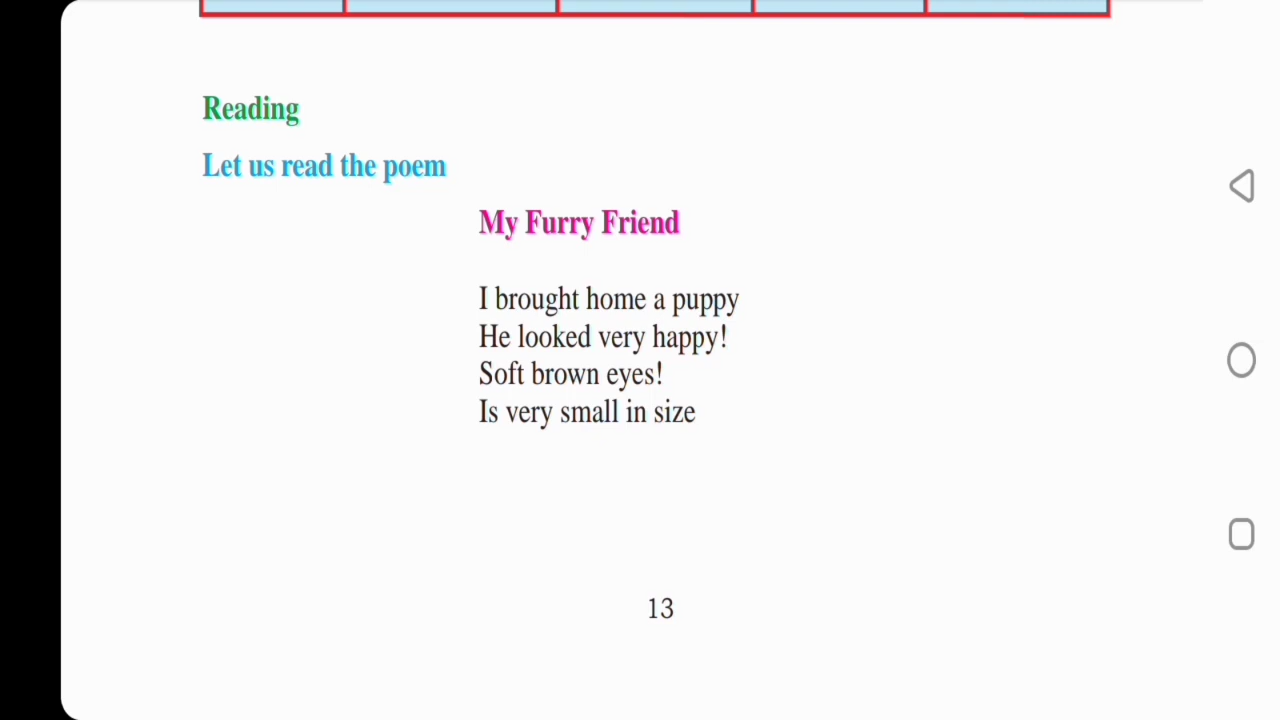 Reading
Let us read the poem
My Furry Friend
I brought home a puppy
He looked very happy!
Soft brown eyes!
Is very small in size
13